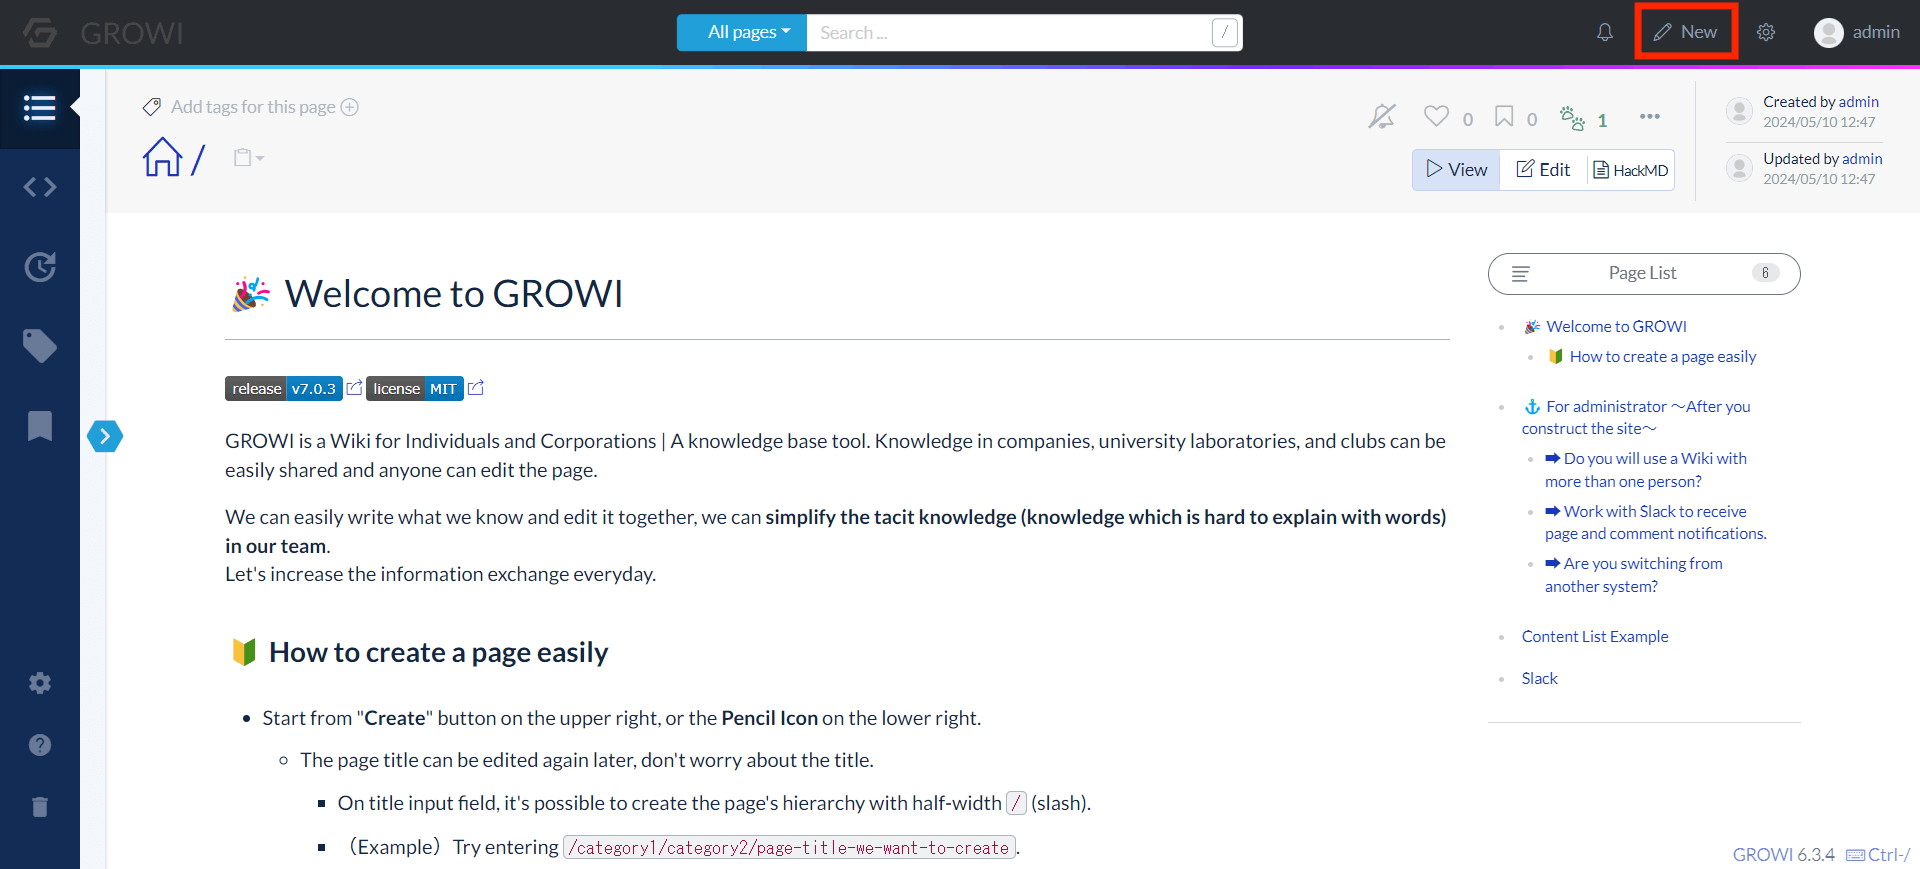 GROWI
All pages
Search ...
/
New
admin
Add tags for this page
/
0
0
1
View
Edit
HackMD
Created by admin
2024/05/10 12:47
Updated by admin
2024/05/10 12:47
🎉 Welcome to GROWI
release v7.0.3 license MIT
GROWI is a Wiki for Individuals and Corporations | A knowledge base tool. Knowledge in companies, university laboratories, and clubs can be
easily shared and anyone can edit the page.
We can easily write what we know and edit it together, we can simplify the tacit knowledge (knowledge which is hard to explain with words)
in our team.
Let's increase the information exchange everyday.
🔰 How to create a page easily
Start from "Create" button on the upper right, or the Pencil Icon on the lower right.
The page title can be edited again later, don't worry about the title.
On title input field, it's possible to create the page's hierarchy with half-width / (slash).
（Example）Try entering /category1/category2/page-title-we-want-to-create.
Page List 6
🎉 Welcome to GROWI
🔰 How to create a page easily
⚓ For administrator ～After you
construct the site～
➡ Do you will use a Wiki with
more than one person?
➡ Work with Slack to receive
page and comment notifications.
➡ Are you switching from
another system?
Content List Example
Slack
GROWI 6.3.4 Ctrl-/